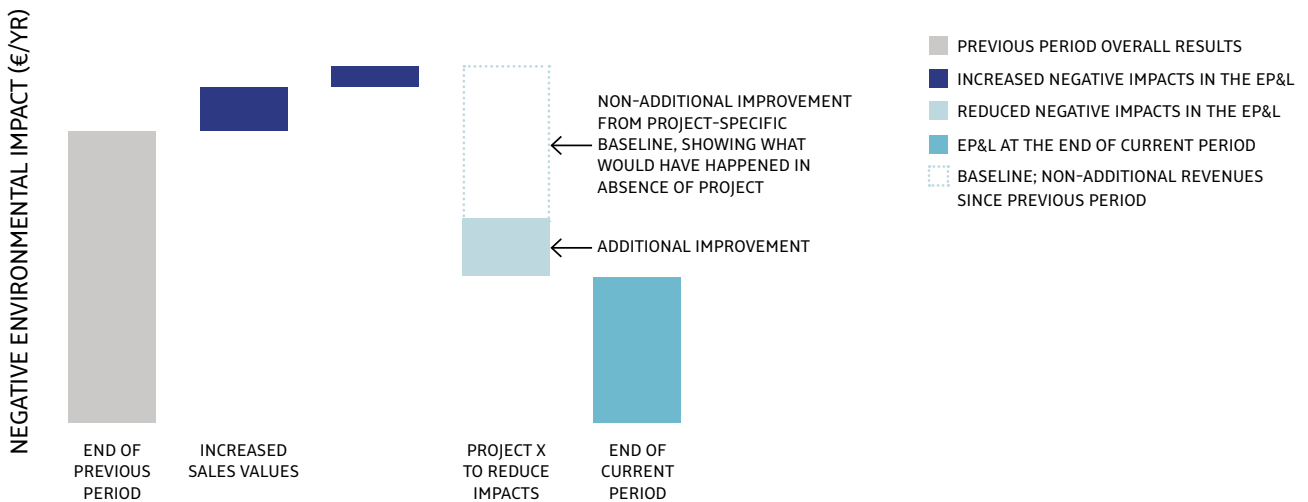 NEGATIVE ENVIRONMENTAL IMPACT (€/YR)
NON-ADDITIONAL IMPROVEMENT
FROM PROJECT-SPECIFIC
BASELINE, SHOWING WHAT
WOULD HAVE HAPPENED IN
ABSENCE OF PROJECT
ADDITIONAL IMPROVEMENT
PREVIOUS PERIOD OVERALL RESULTS
INCREASED NEGATIVE IMPACTS IN THE EP&L
REDUCED NEGATIVE IMPACTS IN THE EP&L
EP&L AT THE END OF CURRENT PERIOD
BASELINE; NON-ADDITIONAL REVENUES
SINCE PREVIOUS PERIOD
END OF
PREVIOUS
PERIOD
INCREASED
SALES VALUES
PROJECT X
TO REDUCE
IMPACTS
END OF
CURRENT
PERIOD